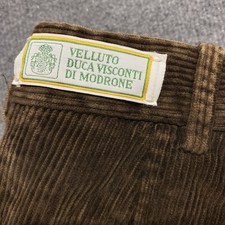 VELLUTO
DUCA VISCONTI
DI MODRONE